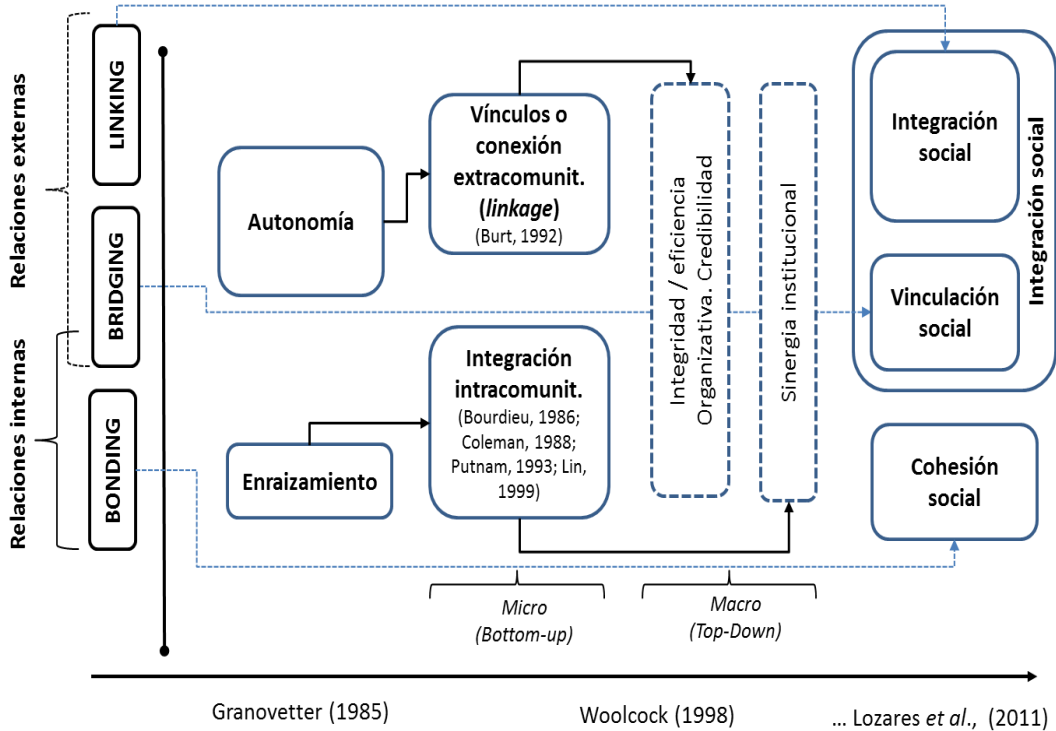 Relaciones externas
Relaciones internas
LINKING
BRIDGING
BONDING
Autonomía
Enraizamiento
Vínculos o
conexión
extracomunit.
(linkage)
(Burt, 1992)
Integración
intracomunit.
(Bourdieu, 1986;
Coleman, 1988;
Putnam, 1993; Lin,
1999)
Integridad / eficiencia
Organizativa. Credibilidad
Sinergia institucional
Integración
social
Vinculación
social
Integración social
Cohesión
social
Micro
(Bottom-up)
Macro
(Top-Down)
Granovetter (1985)
Woolcock (1998)
... Lozares et al., (2011)